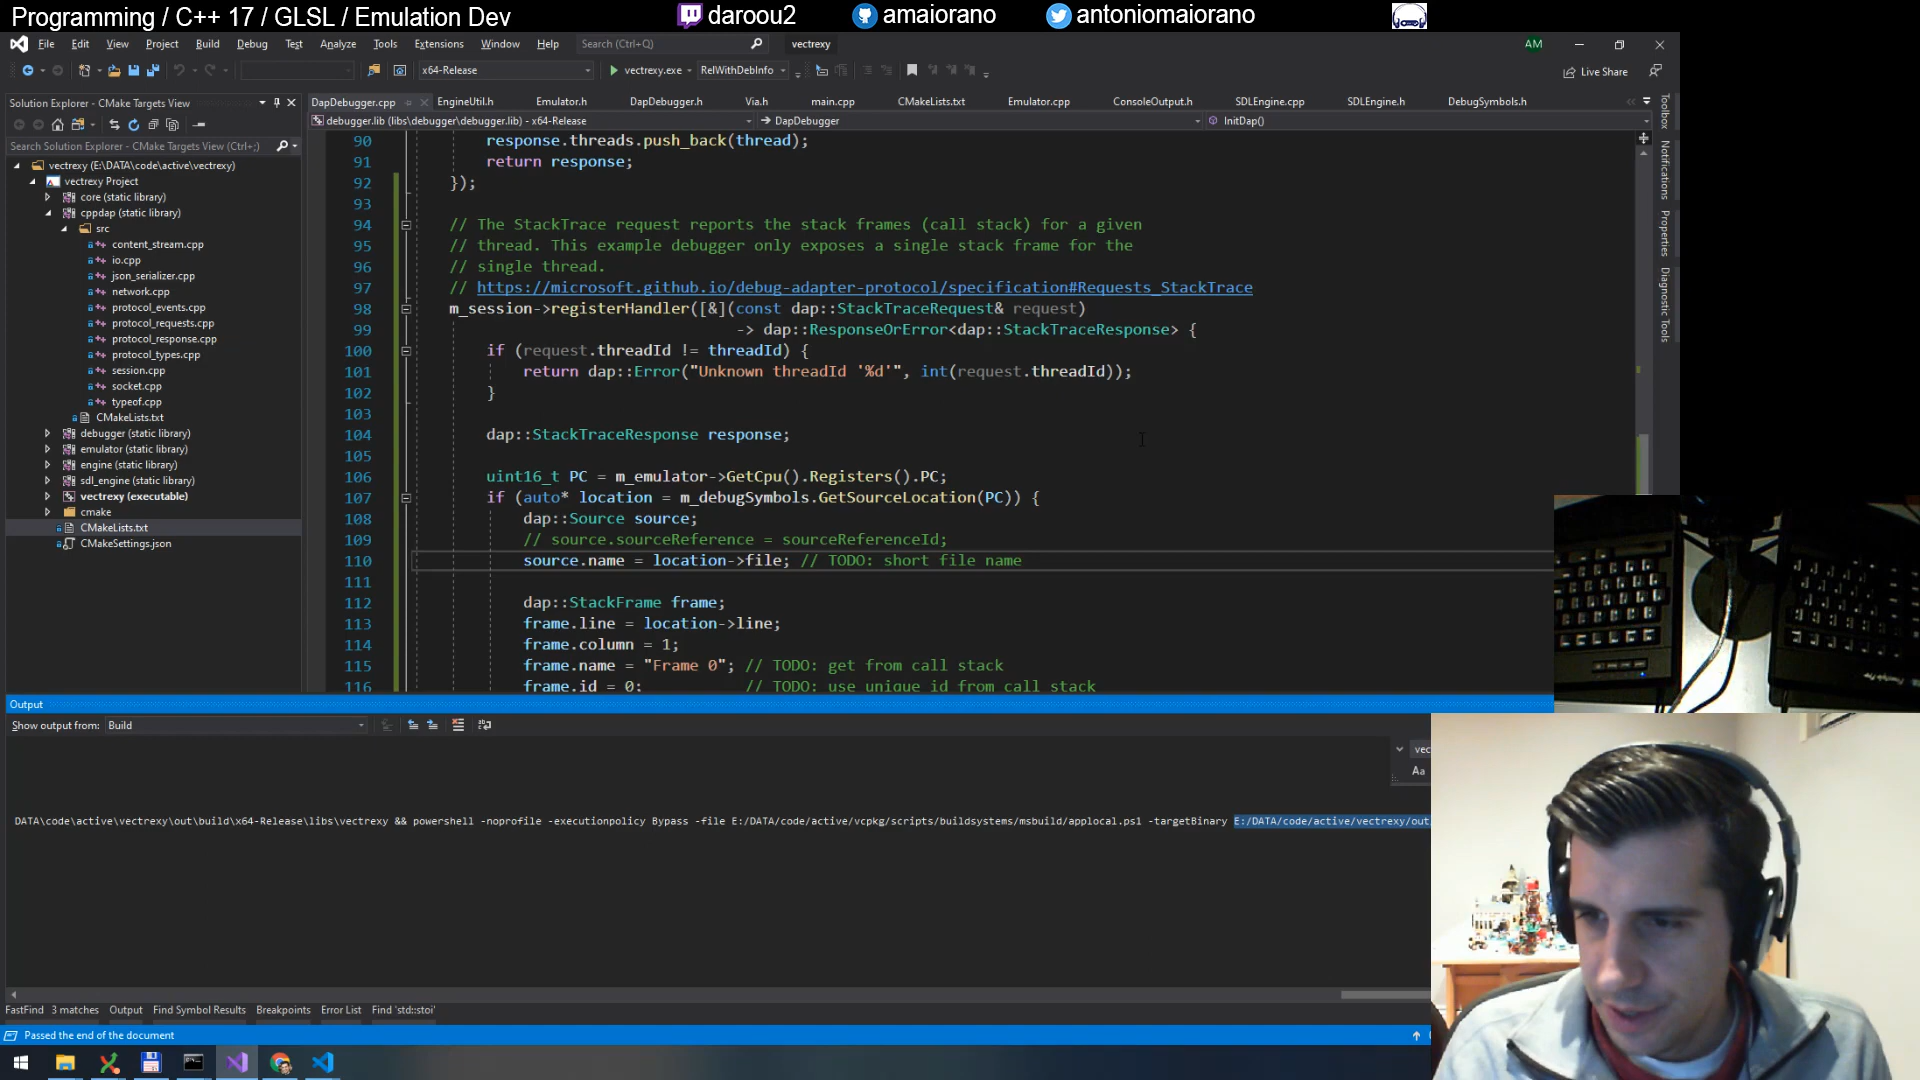 Programming / C++ 17 / GLSL / Emulation Dev
daroou2
amaiorano
antoniomaiorano
File Edit View Project Build Debug Test Analyze Tools Extensions Window Help Search (Ctrl+Q) vectrexy AM
x64-Release vectrexy.exe RelWithDebInfo Live Share
Solution Explorer - CMake Targets View
Search Solution Explorer - CMake Targets View (Ctrl+;)
vectrexy (E:\DATA\code\active\vectrexy)
vectrexy Project
core (static library)
cppdap (static library)
src
content_stream.cpp
io.cpp
json_serializer.cpp
network.cpp
protocol_events.cpp
protocol_requests.cpp
protocol_response.cpp
protocol_types.cpp
session.cpp
socket.cpp
typeof.cpp
CMakeLists.txt
debugger (static library)
emulator (static library)
engine (static library)
sdl_engine (static library)
vectrexy (executable)
cmake
CMakeLists.txt
CMakeSettings.json
DapDebugger.cpp EngineUtil.h Emulator.h DapDebugger.h Via.h main.cpp CMakeLists.txt Emulator.cpp ConsoleOutput.h SDLEngine.cpp SDLEngine.h DebugSymbols.h
debugger.lib (libs\debugger\debugger.lib) - x64-Release DapDebugger InitDap()
90 response.threads.push_back(thread);
91 return response;
92 });
93
94 // The StackTrace request reports the stack frames (call stack) for a given
95 // thread. This example debugger only exposes a single stack frame for the
96 // single thread.
97 // https://microsoft.github.io/debug-adapter-protocol/specification#Requests_StackTrace
98 m_session->registerHandler([&](const dap::StackTraceRequest& request)
99 -> dap::ResponseOrError<dap::StackTraceResponse> {
100 if (request.threadId != threadId) {
101 return dap::Error("Unknown threadId '%d'", int(request.threadId));
102 }
103
104 dap::StackTraceResponse response;
105
106 uint16_t PC = m_emulator->GetCpu().Registers().PC;
107 if (auto* location = m_debugSymbols.GetSourceLocation(PC)) {
108 dap::Source source;
109 // source.sourceReference = sourceReferenceId;
110 source.name = location->file; // TODO: short file name
111
112 dap::StackFrame frame;
113 frame.line = location->line;
114 frame.column = 1;
115 frame.name = "Frame 0"; // TODO: get from call stack
116 frame.id = 0; // TODO: use unique id from call stack
Toolbox
Notifications
Properties
Diagnostic Tools
Output
Show output from: Build
vec
Aa
DATA\code\active\vectrexy\out\build\x64-Release\libs\vectrexy && powershell -noprofile -executionpolicy Bypass -file E:/DATA/code/active/vcpkg/scripts/buildsystems/msbuild/applocal.ps1 -targetBinary E:/DATA/code/active/vectrexy/out
FastFind 3 matches Output Find Symbol Results Breakpoints Error List Find 'std::stoi'
Passed the end of the document